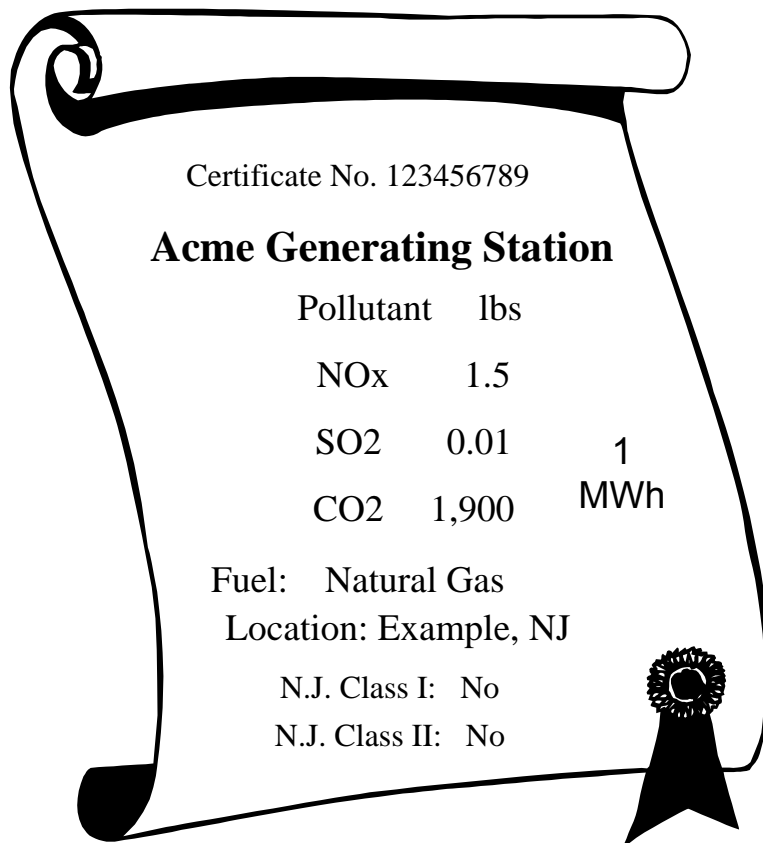 Certificate No. 123456789
Acme Generating Station
Pollutant lbs
NOx 1.5
SO2 0.01
CO2 1,900
1
MWh
Fuel: Natural Gas
Location: Example, NJ
N.J. Class I: No
N.J. Class II: No